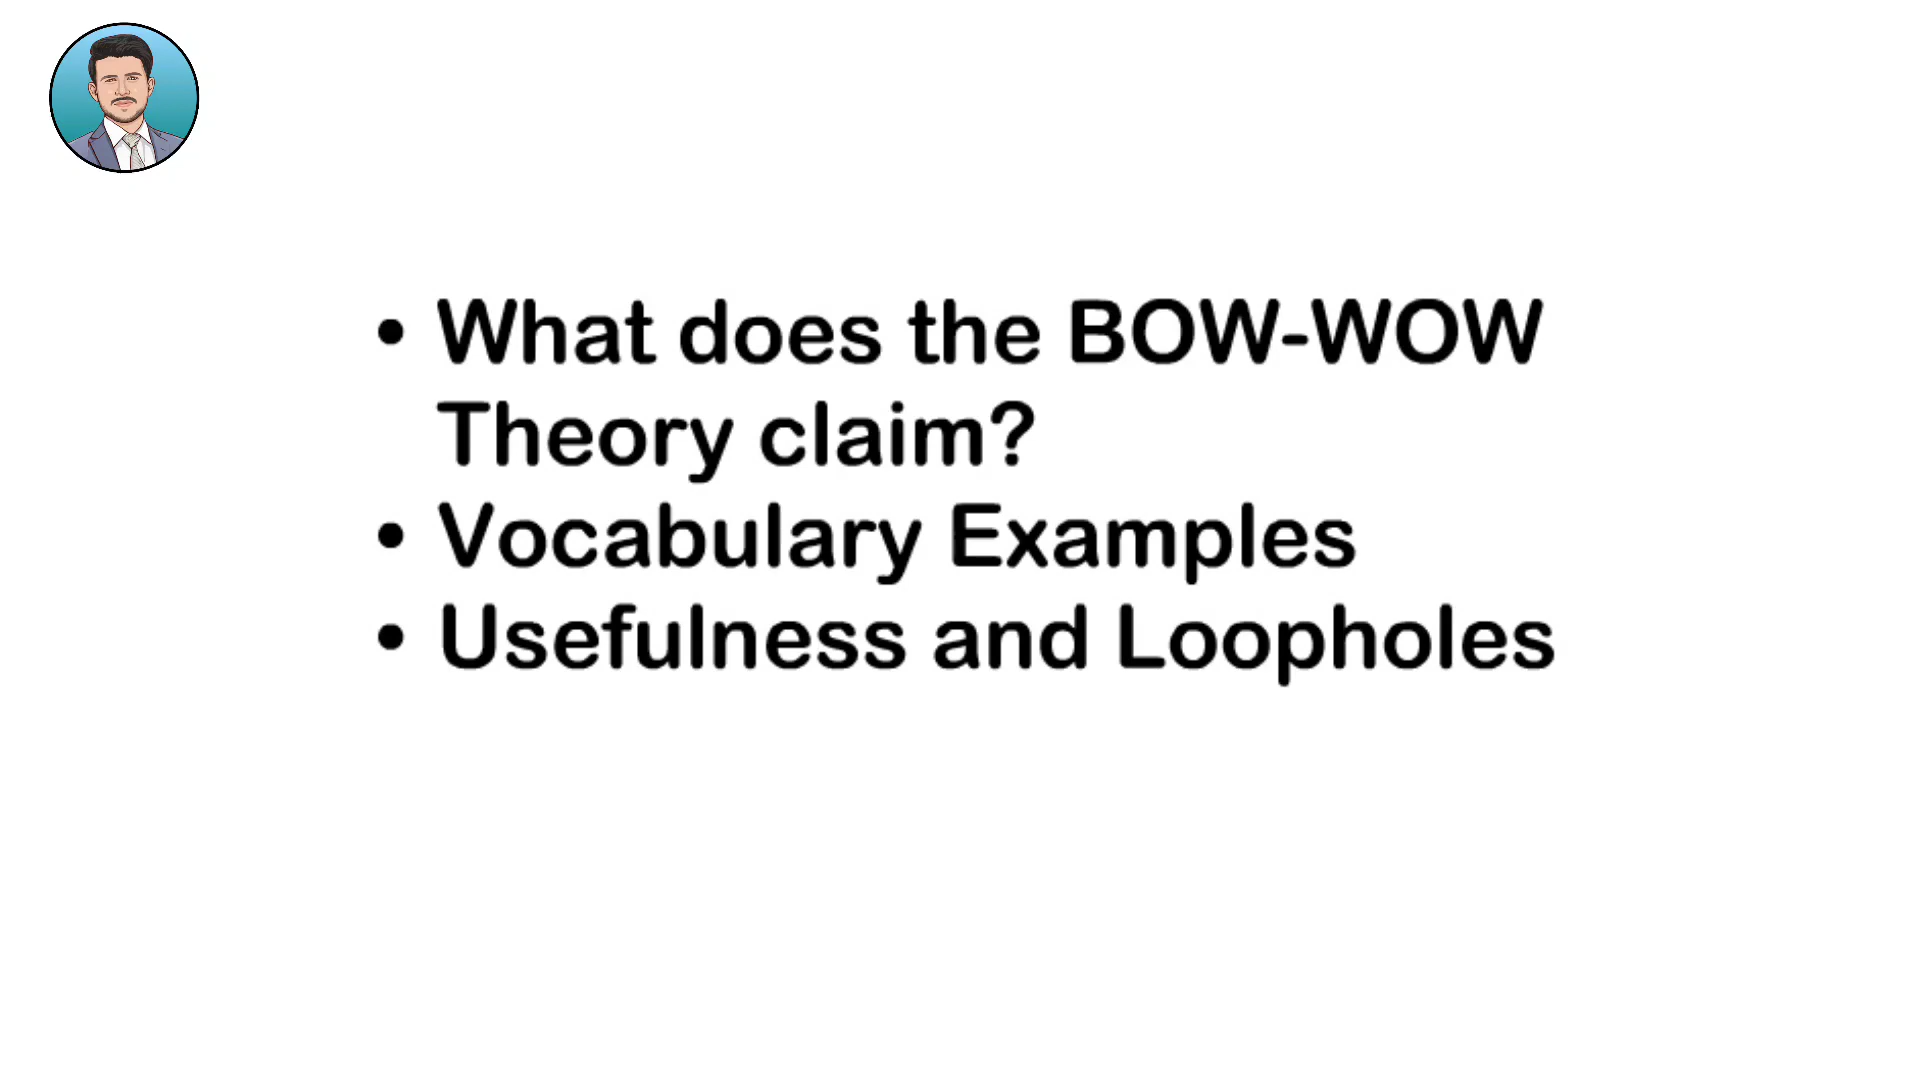 • What does the BOW-WOW
Theory claim?
• Vocabulary Examples
• Usefulness and Loopholes